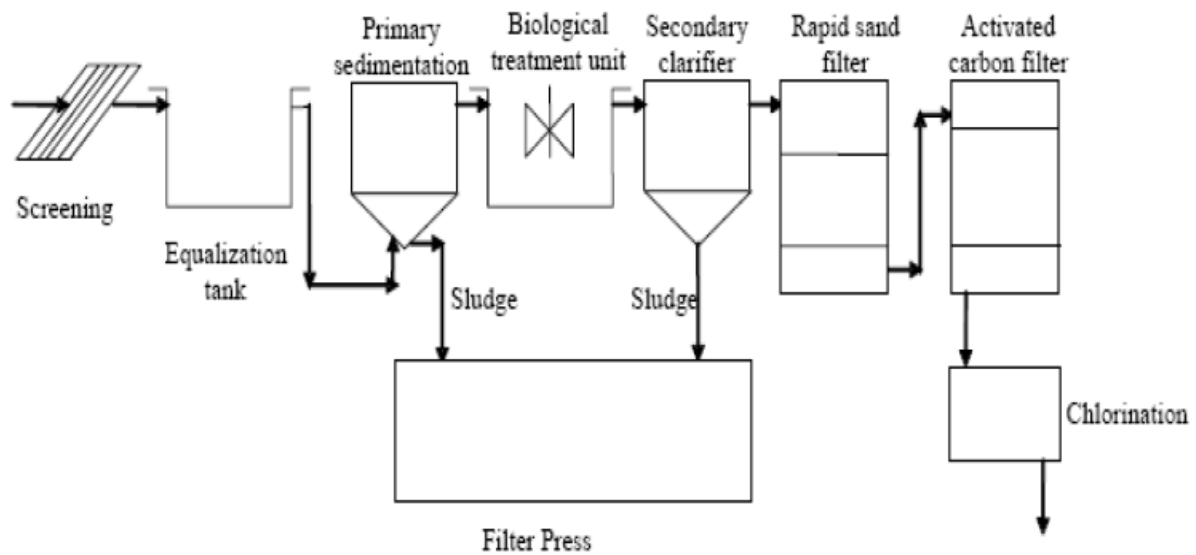 Primary
sedimentation
Biological
treatment unit
Secondary
clarifier
Rapid sand
filter
Activated
carbon filter
Screening
Equalization
tank
Sludge
Sludge
Chlorination
Filter Press